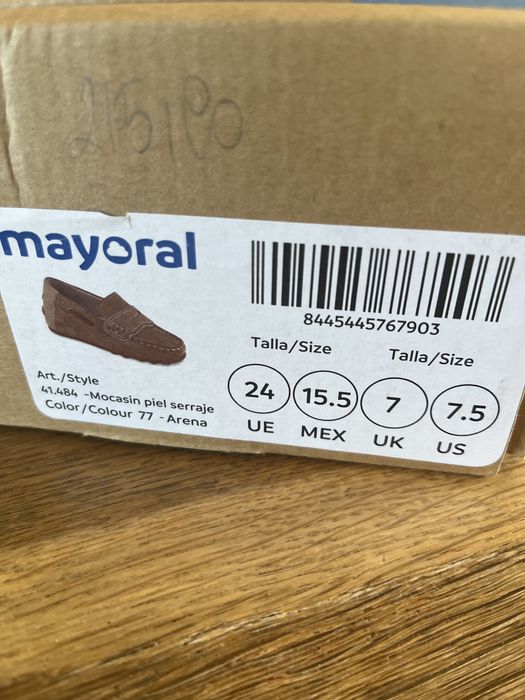 mayoral
8445445767903
Talla/Size Talla/Size
Art./Style
41.484 -Mocasin piel serraje
Color/Colour 77 -Arena
24 15.5 7 7.5
UE MEX UK US